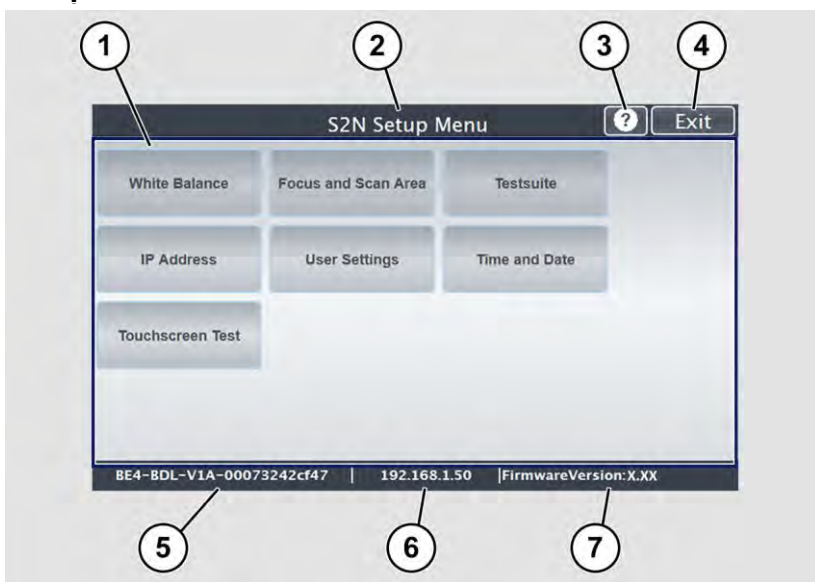 1 2 3 4
S2N Setup Menu ? Exit
White Balance Focus and Scan Area Testsuite
IP Address User Settings Time and Date
Touchscreen Test
BE4-BDL-V1A-00073242cf47 | 192.168.1.50 |FirmwareVersion:X.XX
5 6 7